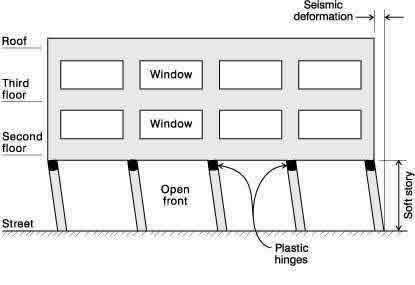 Seismic
deformation
Roof
Window
Third
floor
Window
Second
floor
Open
front
Soft story
Street
Plastic
hinges